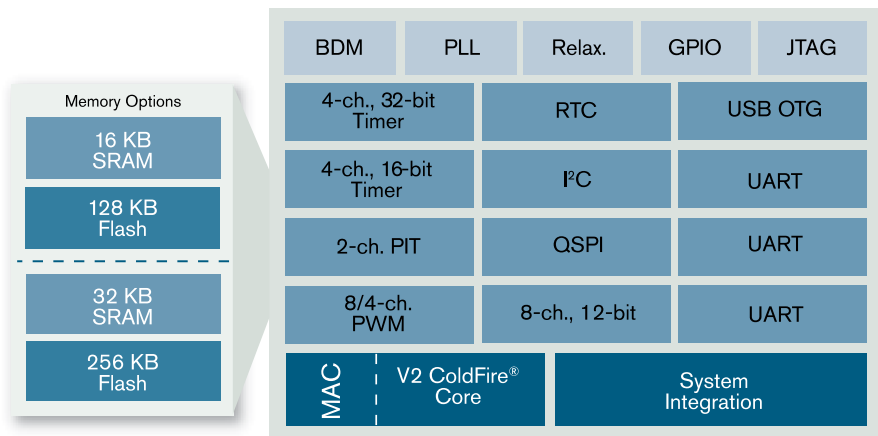 Memory Options
16 KB
SRAM
128 KB
Flash
32 KB
SRAM
256 KB
Flash
BDM
PLL
Relax.
GPIO
JTAG
4-ch., 32-bit
Timer
RTC
USB OTG
4-ch., 16-bit
Timer
I²C
UART
2-ch. PIT
QSPI
UART
8/4-ch.
PWM
8-ch., 12-bit
UART
MAC
V2 ColdFire®
Core
System
Integration